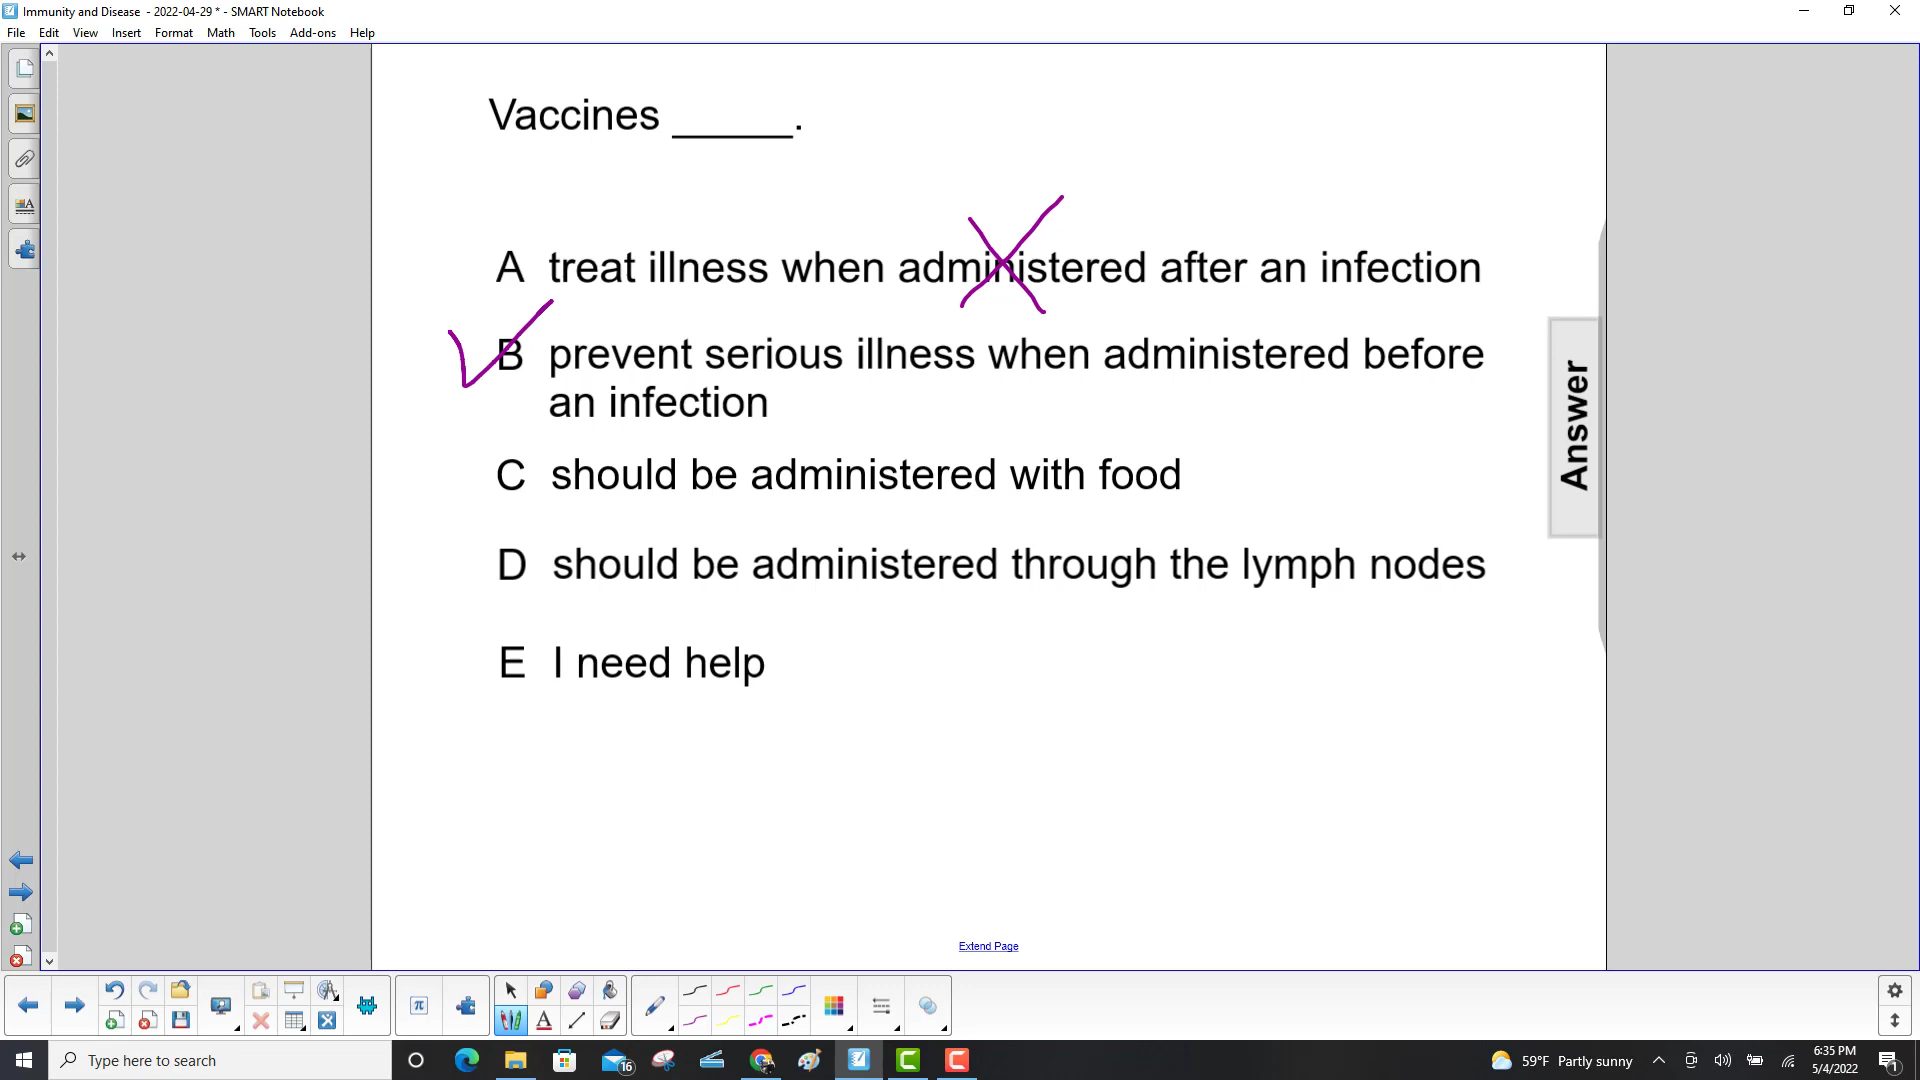 Immunity and Disease - 2022-04-29 * - SMART Notebook
File Edit View Insert Format Math Tools Add-ons Help
Vaccines _____.
A treat illness when administered after an infection
B prevent serious illness when administered before
an infection
C should be administered with food
D should be administered through the lymph nodes
E I need help
Answer
Extend Page
π
A
Type here to search
16
59°F Partly sunny
6:35 PM
5/4/2022
1